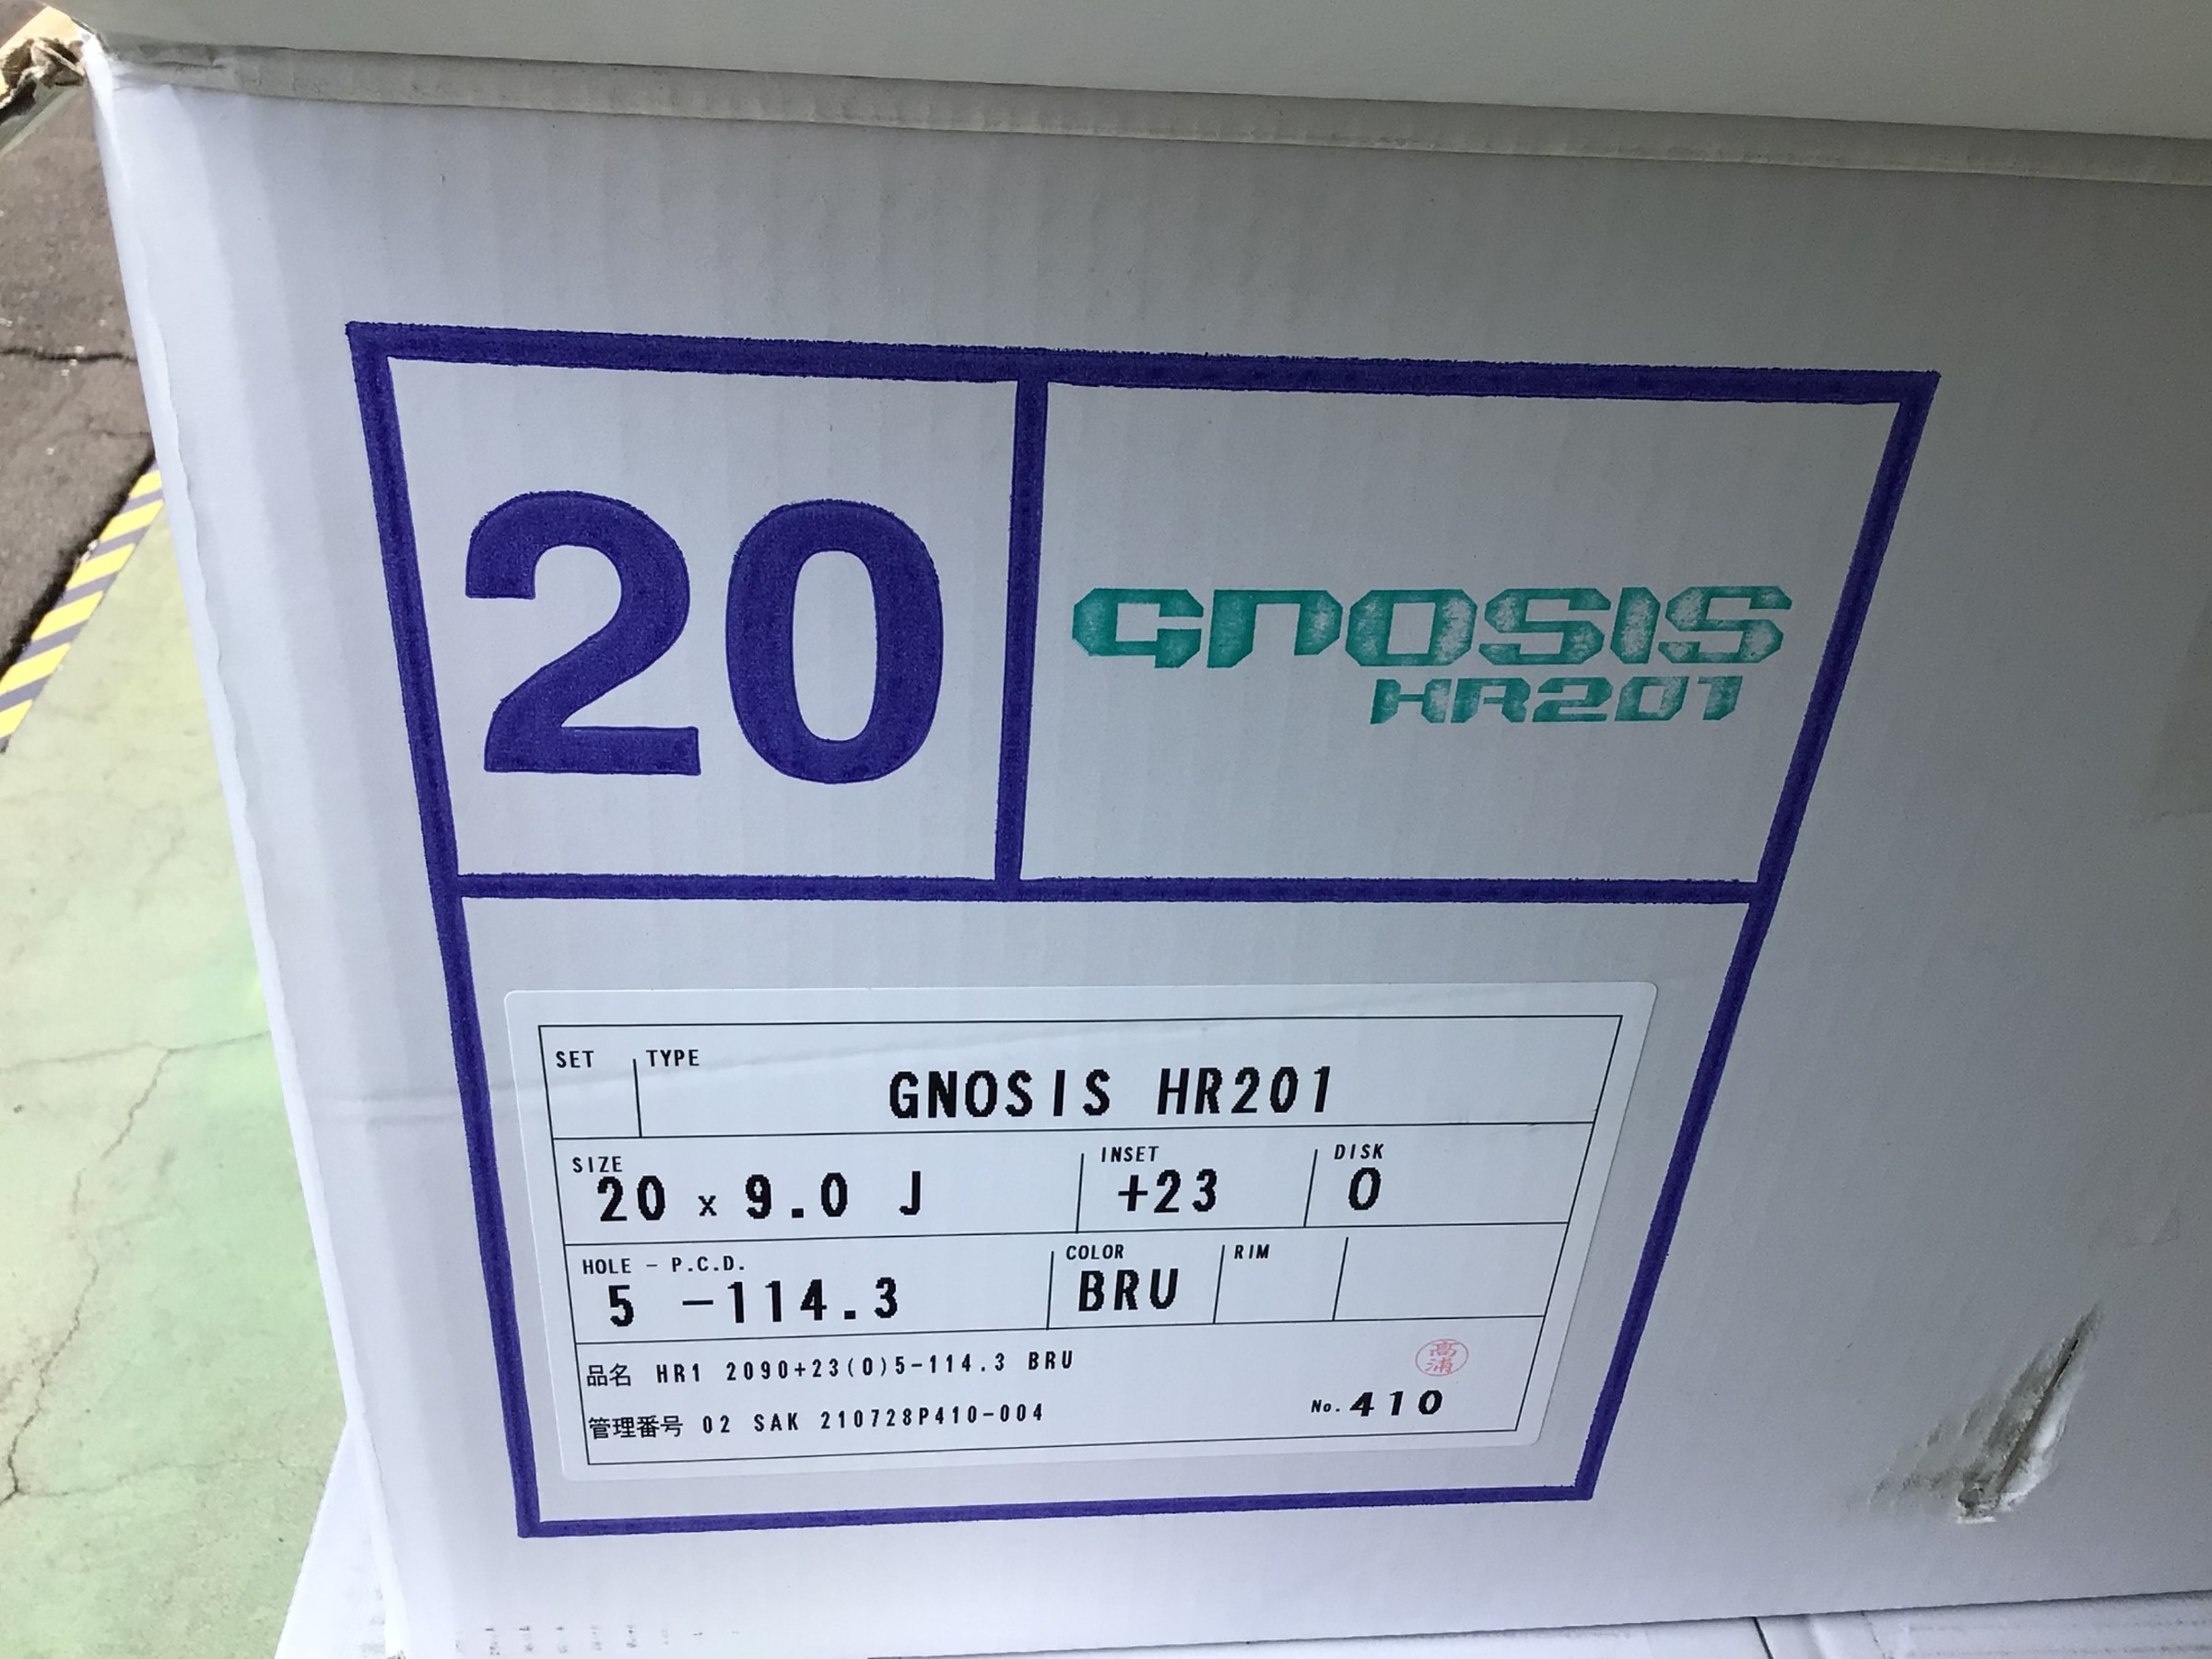 20
GNOSIS
HR201
SET TYPE
GNOSIS HR201
SIZE INSET DISK
20 x 9.0 J +23 0
HOLE - P.C.D. COLOR RIM
5 -114.3 BRU
品名 HR1 2090+23(0)5-114.3 BRU
高浦
管理番号 02 SAK 210728P410-004
No. 410